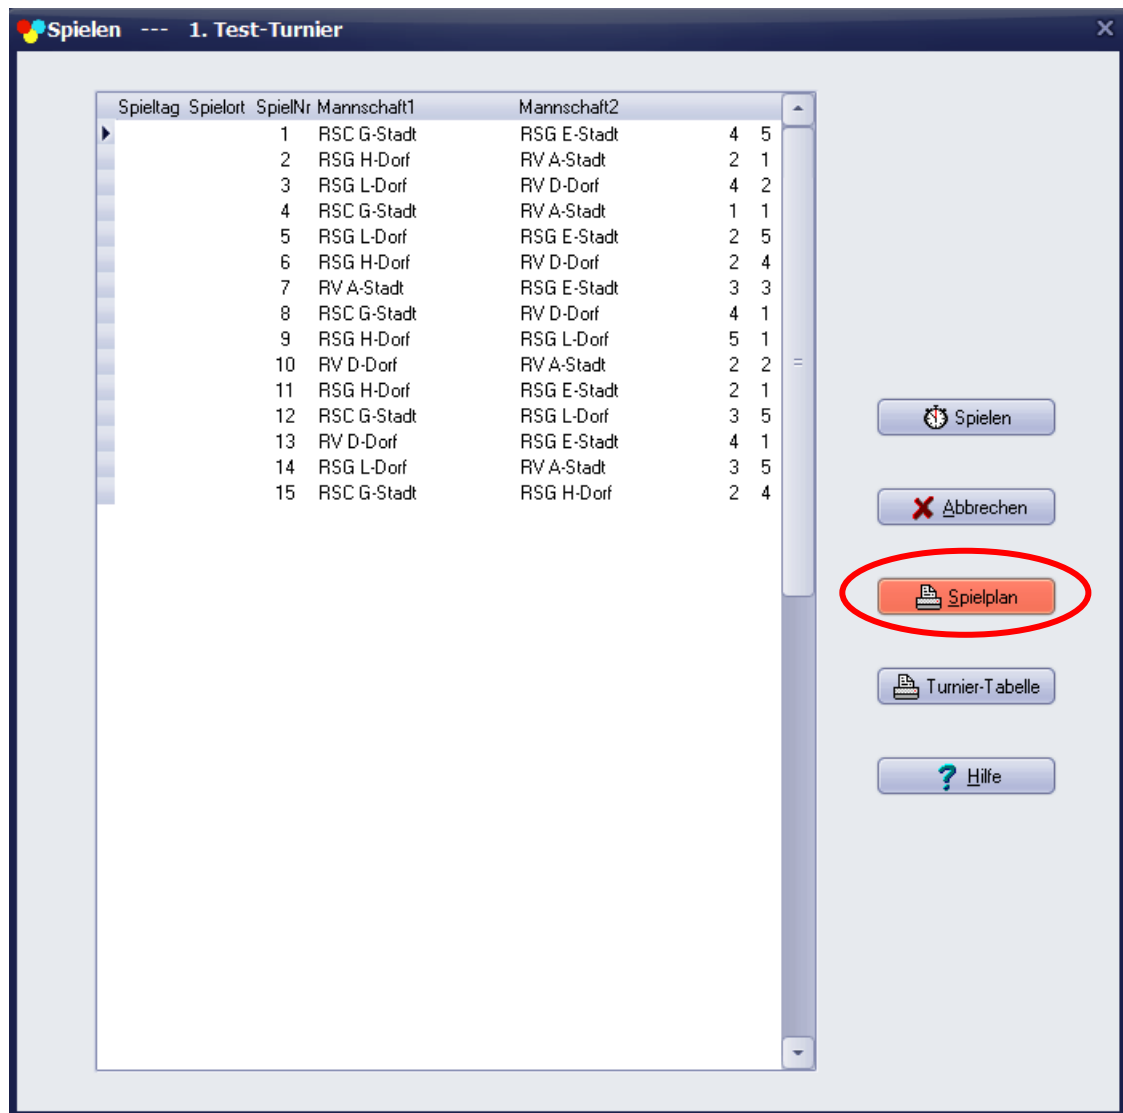 Spielen --- 1. Test-Turnier
Spieltag Spielort SpielNr Mannschaft1 Mannschaft2
1 RSC G-Stadt RSG E-Stadt 4 5
2 RSG H-Dorf RV A-Stadt 2 1
3 RSG L-Dorf RV D-Dorf 4 2
4 RSC G-Stadt RV A-Stadt 1 1
5 RSG L-Dorf RSG E-Stadt 2 5
6 RSG H-Dorf RV D-Dorf 2 4
7 RV A-Stadt RSG E-Stadt 3 3
8 RSC G-Stadt RV D-Dorf 4 1
9 RSG H-Dorf RSG L-Dorf 5 1
10 RV D-Dorf RV A-Stadt 2 2
11 RSG H-Dorf RSG E-Stadt 2 1
12 RSC G-Stadt RSG L-Dorf 3 5
13 RV D-Dorf RSG E-Stadt 4 1
14 RSG L-Dorf RV A-Stadt 3 5
15 RSC G-Stadt RSG H-Dorf 2 4
Spielen
Abbrechen
Spielplan
Turnier-Tabelle
Hilfe